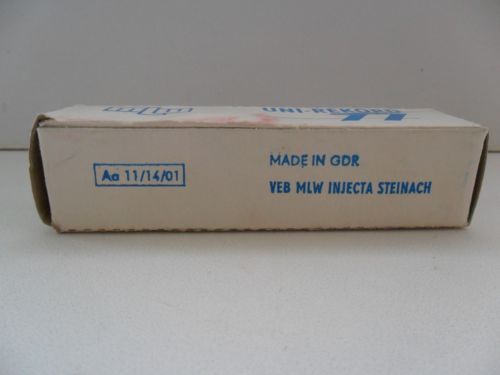 UNI-REKORD
Aa 11/14/01
MADE IN GDR
VEB MLW INJECTA STEINACH